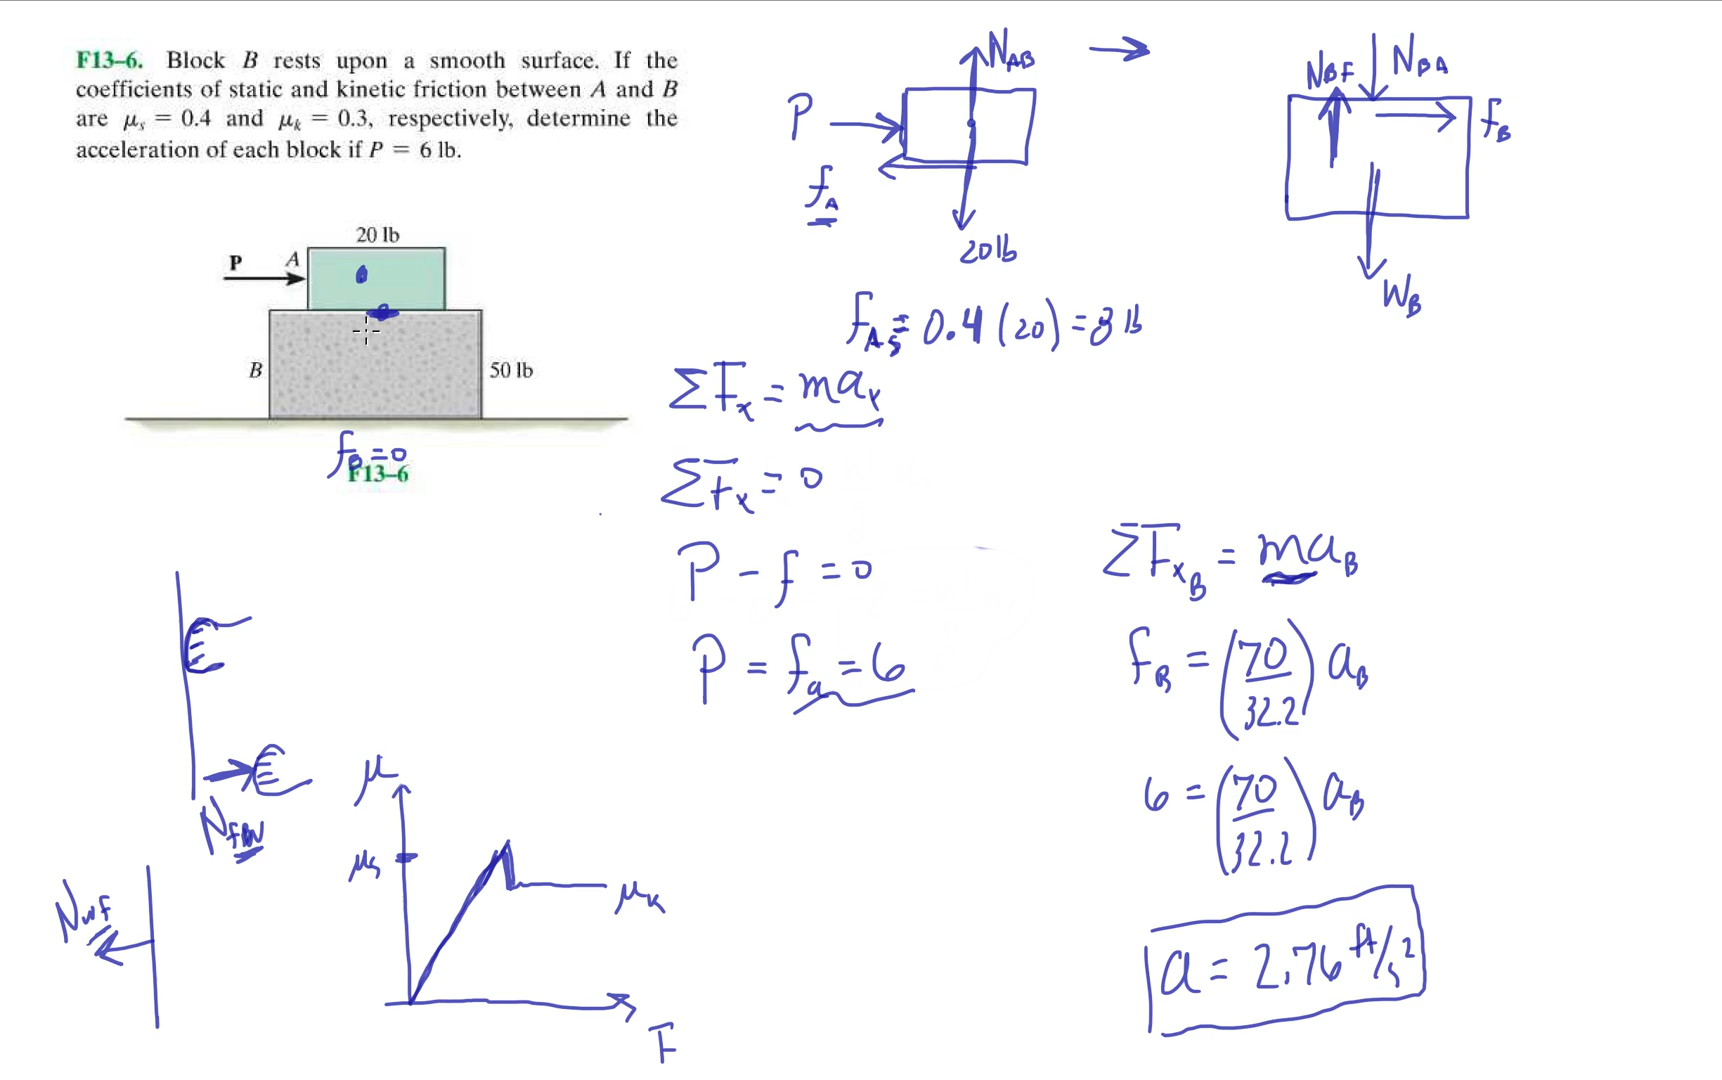 F13–6. Block B rests upon a smooth surface. If the
coefficients of static and kinetic friction between A and B
are μs = 0.4 and μk = 0.3, respectively, determine the
acceleration of each block if P = 6 lb.
20 lb
P
A
B
50 lb
fB = 0
F13–6
P
NAB
fA
20lb
NBF
NBA
fB
WB
fAs = 0.4 (20) = 8 lb
ΣFx = max
ΣFx = 0
P - f = 0
P = fa = 6
ΣFxB = maB
fB = (70/32.2) aB
6 = (70/32.2) aB
a = 2.76 ft/s²
NWF
μ
μs
μk
F